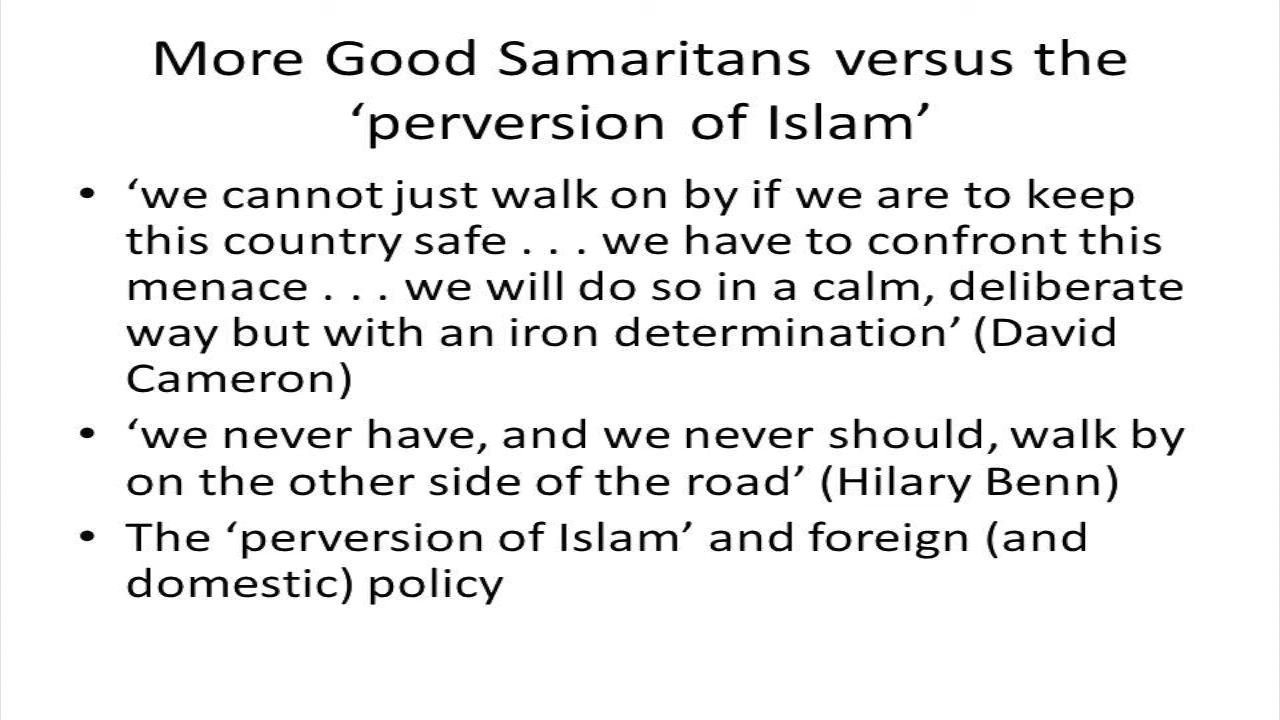 More Good Samaritans versus the
‘perversion of Islam’
• ‘we cannot just walk on by if we are to keep
this country safe . . . we have to confront this
menace . . . we will do so in a calm, deliberate
way but with an iron determination’ (David
Cameron)
• ‘we never have, and we never should, walk by
on the other side of the road’ (Hilary Benn)
• The ‘perversion of Islam’ and foreign (and
domestic) policy